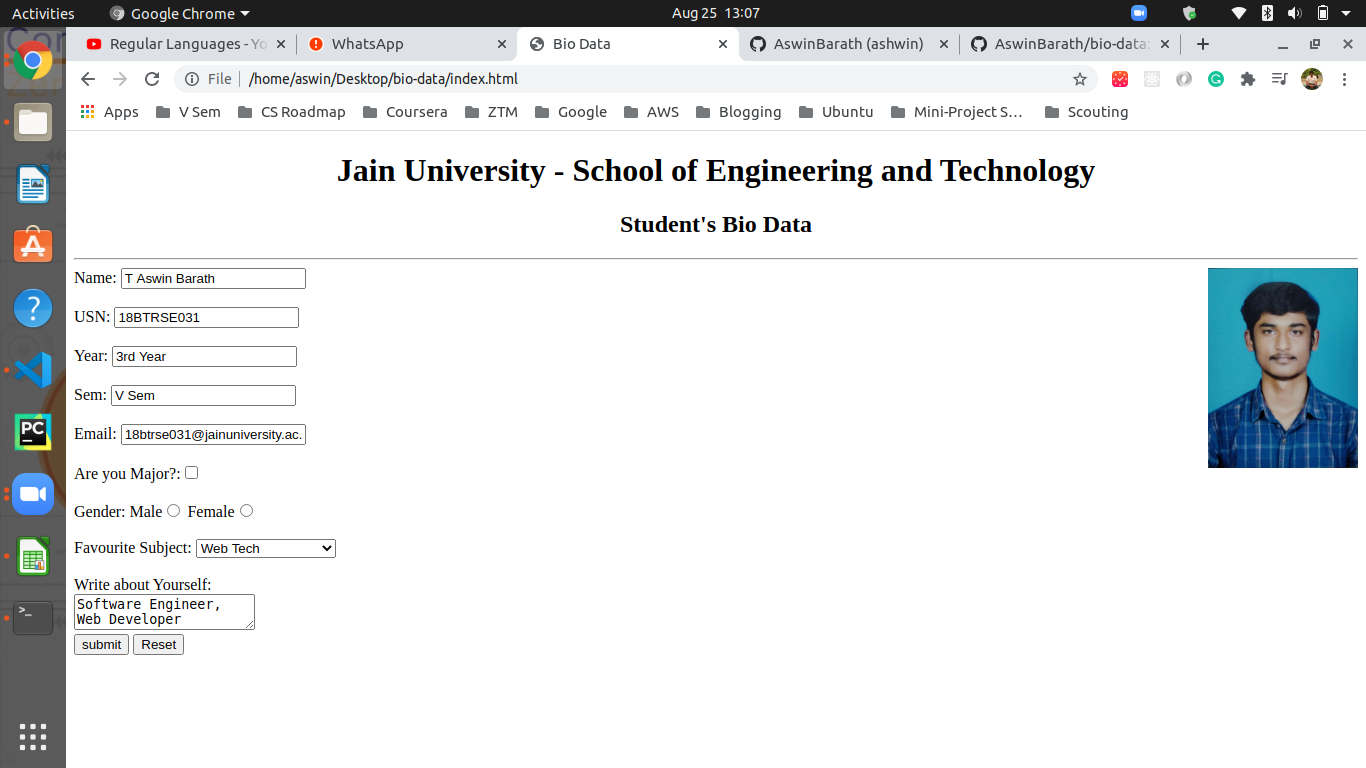 Activities Google Chrome Aug 25 13:07
Regular Languages - Yo WhatsApp Bio Data AswinBarath (ashwin) AswinBarath/bio-data:
File /home/aswin/Desktop/bio-data/index.html
Apps V Sem CS Roadmap Coursera ZTM Google AWS Blogging Ubuntu Mini-Project S… Scouting
Jain University - School of Engineering and Technology
Student's Bio Data
Name: T Aswin Barath
USN: 18BTRSE031
Year: 3rd Year
Sem: V Sem
Email: 18btrse031@jainuniversity.ac.
Are you Major?:
Gender: Male Female
Favourite Subject: Web Tech
Write about Yourself:
Software Engineer,
Web Developer
submit Reset
PC